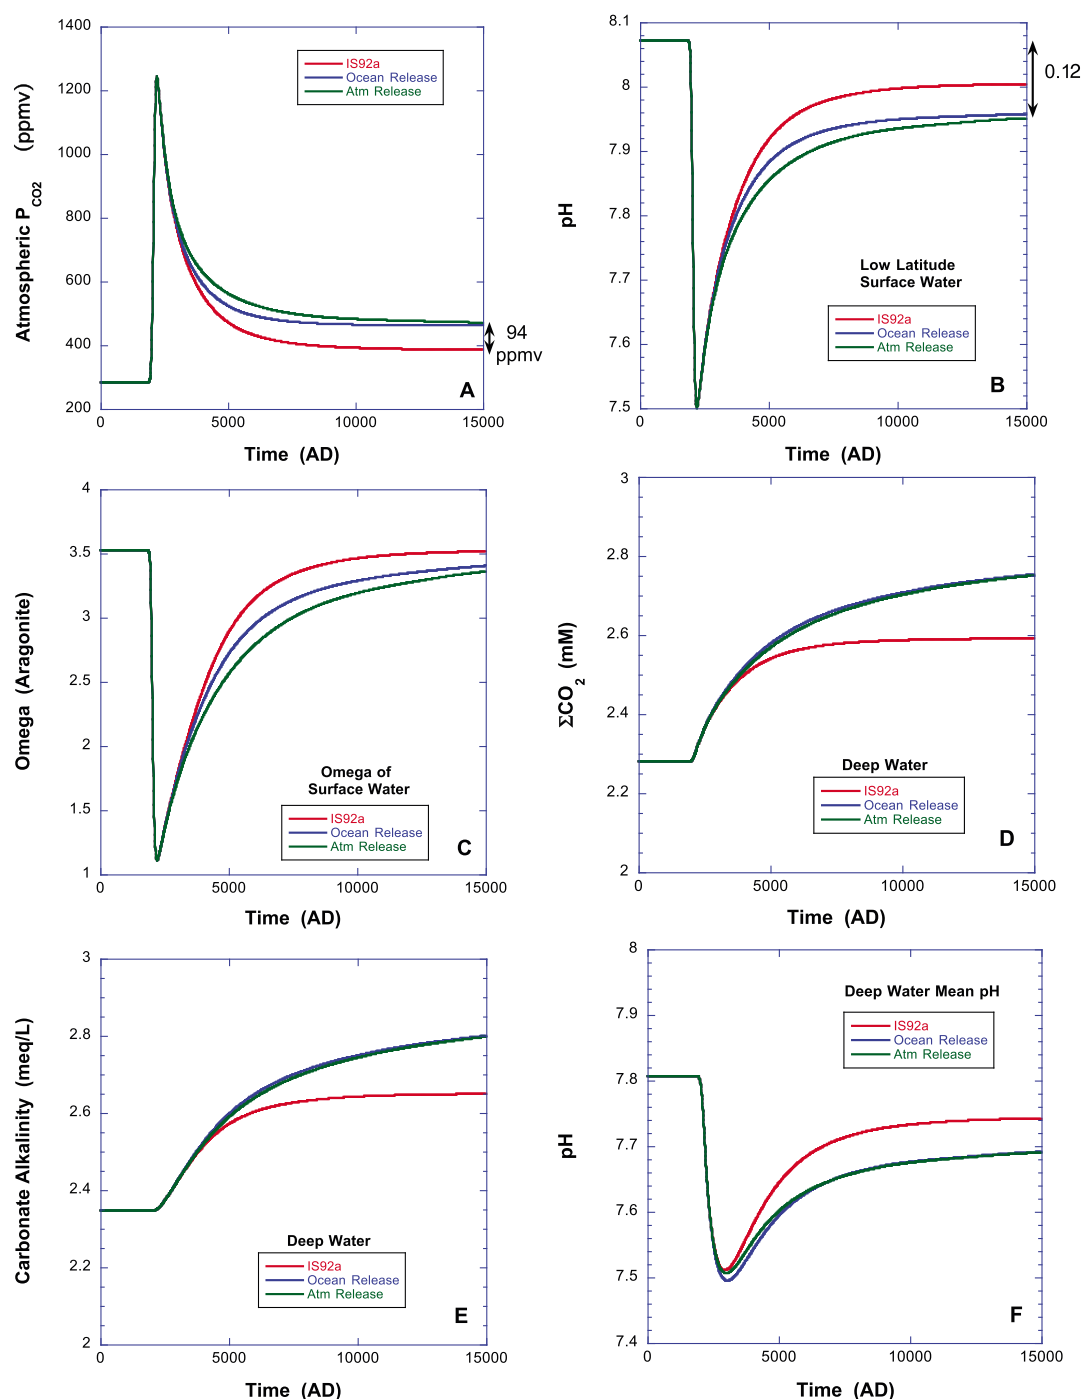 1400
1200
1000
800
600
400
200
0
5000
10000
15000
Atmospheric P CO2 (ppmv)
Time (AD)
IS92a
Ocean Release
Atm Release
94
ppmv
A
8.1
8
7.9
7.8
7.7
7.6
7.5
0
5000
10000
15000
pH
Time (AD)
0.12
Low Latitude
Surface Water
IS92a
Ocean Release
Atm Release
B
4
3.5
3
2.5
2
1.5
1
0
5000
10000
15000
Omega (Aragonite)
Time (AD)
Omega of
Surface Water
IS92a
Ocean Release
Atm Release
C
3
2.8
2.6
2.4
2.2
2
0
5000
10000
15000
ΣCO2 (mM)
Time (AD)
Deep Water
IS92a
Ocean Release
Atm Release
D
3
2.8
2.6
2.4
2.2
2
0
5000
10000
15000
Carbonate Alkalinity (meq/L)
Time (AD)
Deep Water
IS92a
Ocean Release
Atm Release
E
8
7.9
7.8
7.7
7.6
7.5
7.4
0
5000
10000
15000
pH
Time (AD)
Deep Water Mean pH
IS92a
Ocean Release
Atm Release
F